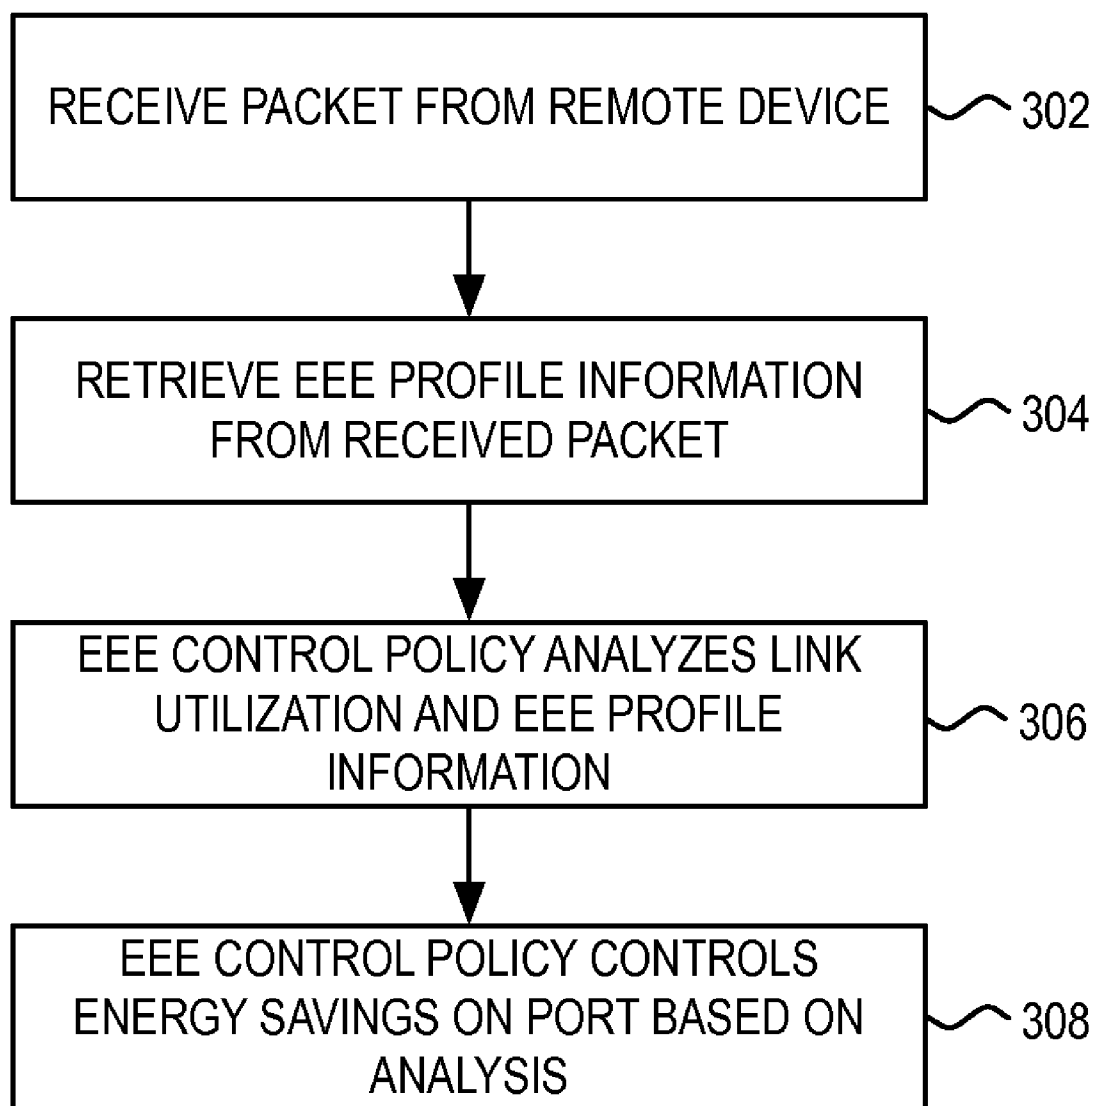 RECEIVE PACKET FROM REMOTE DEVICE
302
RETRIEVE EEE PROFILE INFORMATION
FROM RECEIVED PACKET
304
EEE CONTROL POLICY ANALYZES LINK
UTILIZATION AND EEE PROFILE
INFORMATION
306
EEE CONTROL POLICY CONTROLS
ENERGY SAVINGS ON PORT BASED ON
ANALYSIS
308